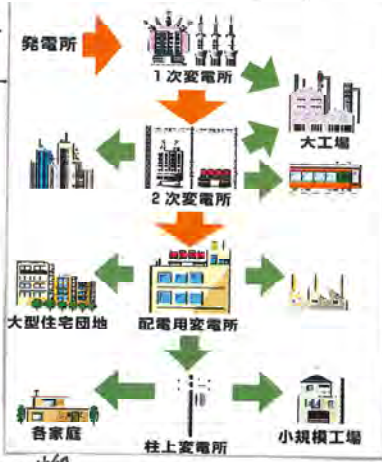 発電所
1次変電所
大工場
2次変電所
大型住宅団地
配電用変電所
各家庭
柱上変電所
小規模工場